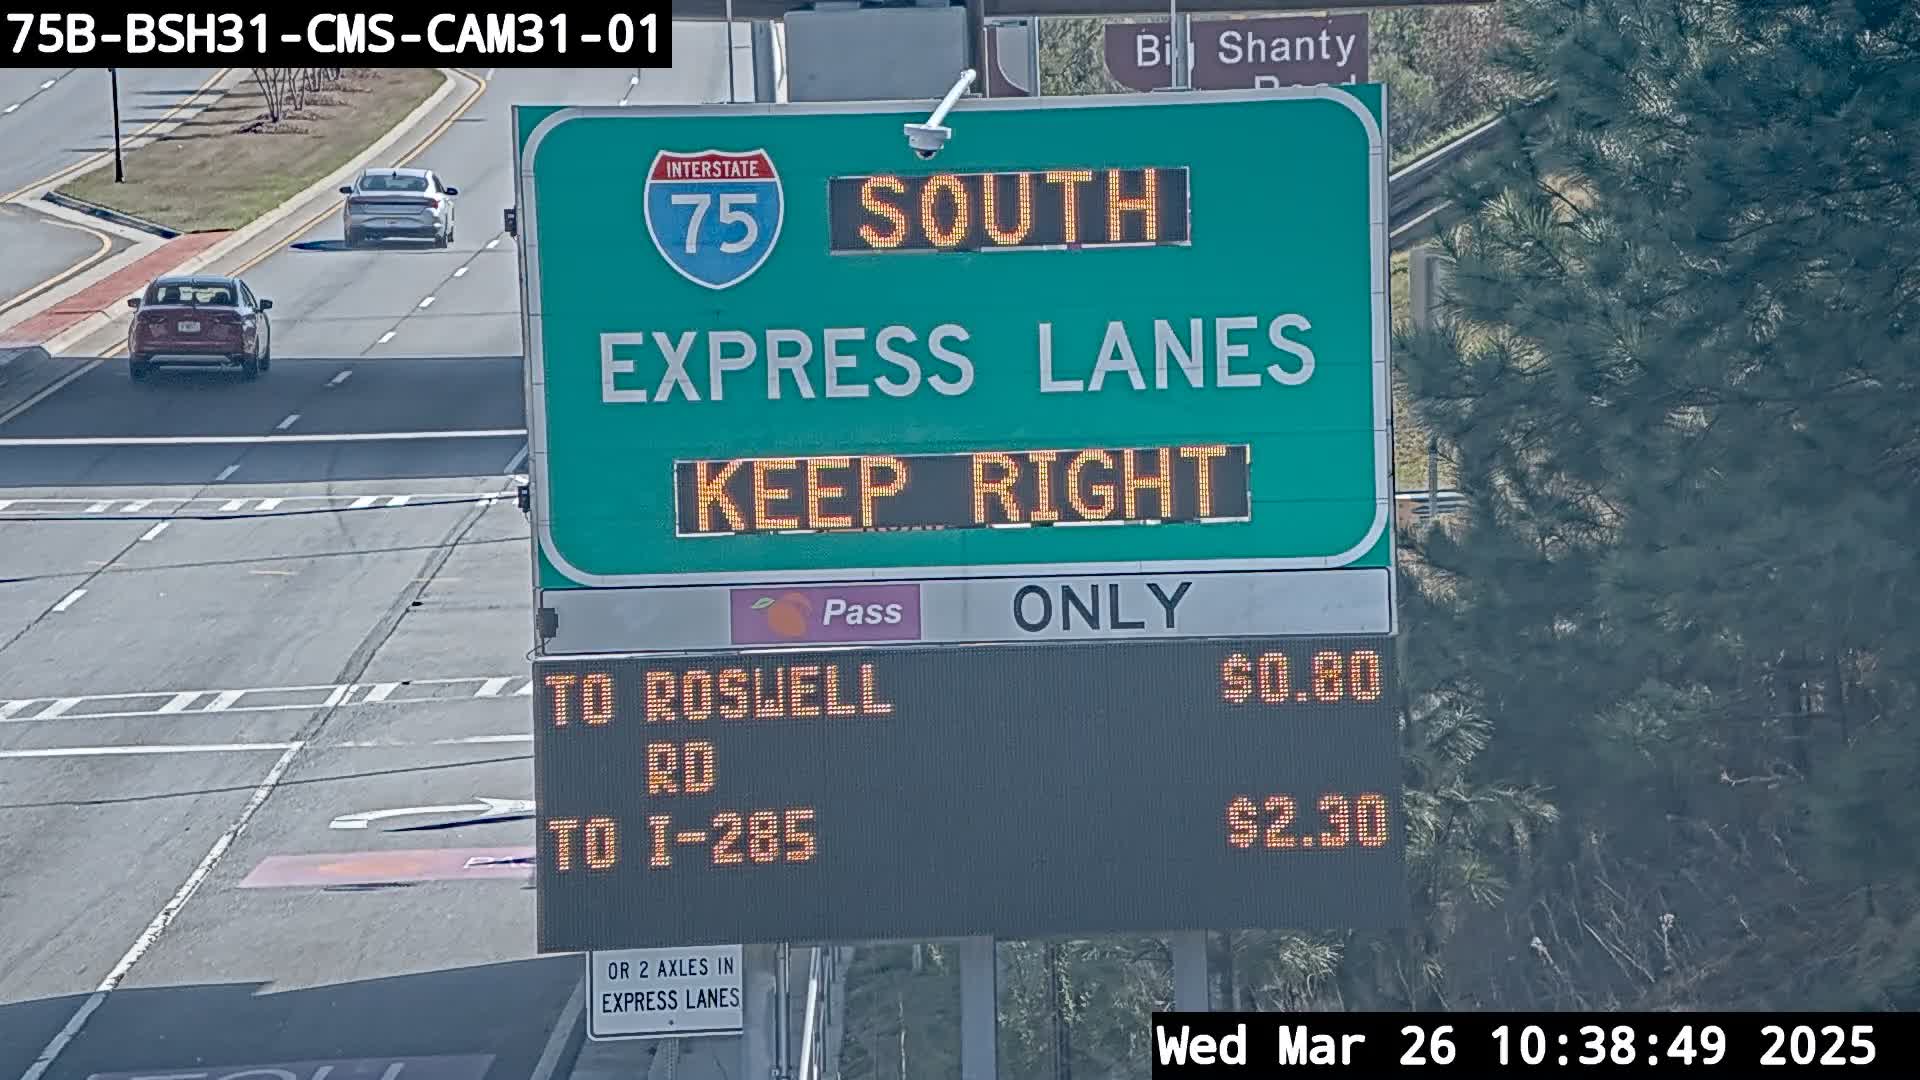 75B-BSH31-CMS-CAM31-01
Big Shanty
Road
INTERSTATE
75
SOUTH
EXPRESS LANES
KEEP RIGHT
Pass ONLY
TO ROSWELL $0.80
RD
TO I-285 $2.30
OR 2 AXLES IN
EXPRESS LANES
TOLL
Wed Mar 26 10:38:49 2025